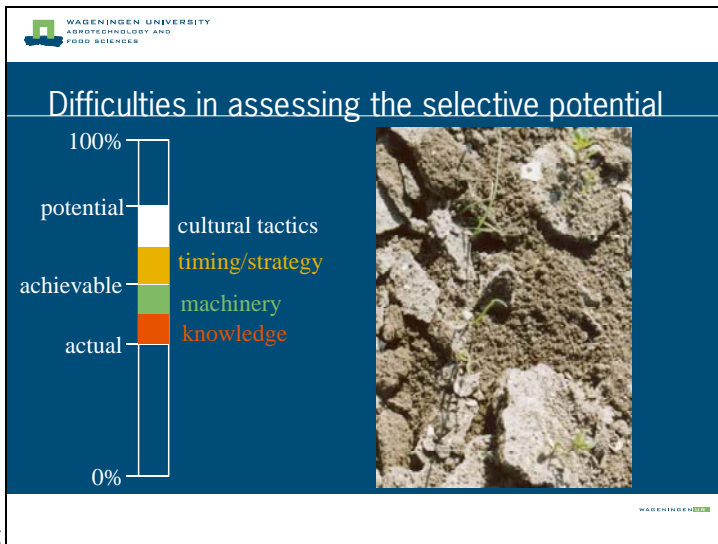 WAGENINGEN UNIVERSITY
AGROTECHNOLOGY AND
FOOD SCIENCES
Difficulties in assessing the selective potential
100%
potential
cultural tactics
timing/strategy
achievable
machinery
knowledge
actual
0%
WAGENINGEN UR